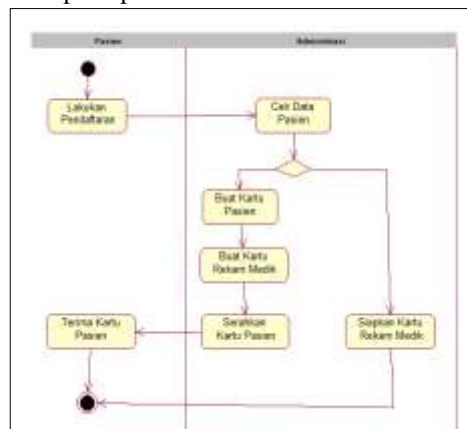 Pasien
Administrasi
Lakukan
Pendaftaran
Cek Data
Pasien
Buat Kartu
Pasien
Buat Kartu
Rekam Medik
Terima Kartu
Pasien
Serahkan
Kartu Pasien
Siapkan Kartu
Rekam Medik